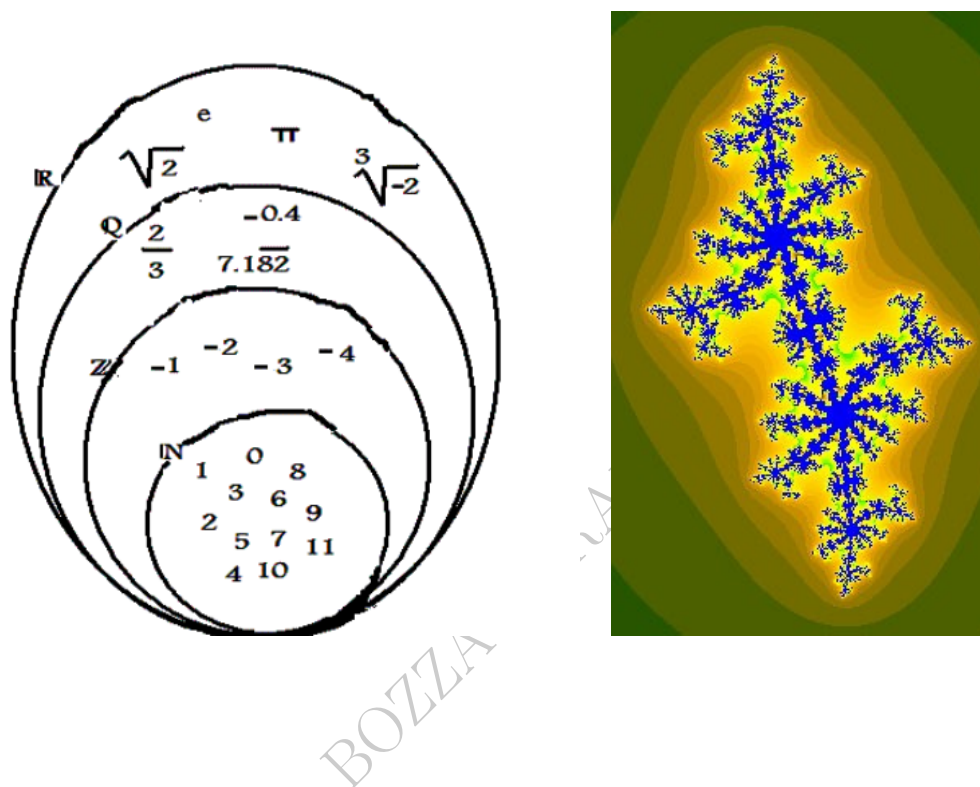 e π
ℝ √2 ∛-2
Q 2/3 -0.4
7.18̅2̅
ℤ -1 -2 -3 -4
ℕ 1 0 8
3 6
2 9
5 7 11
4 10
BOZZA